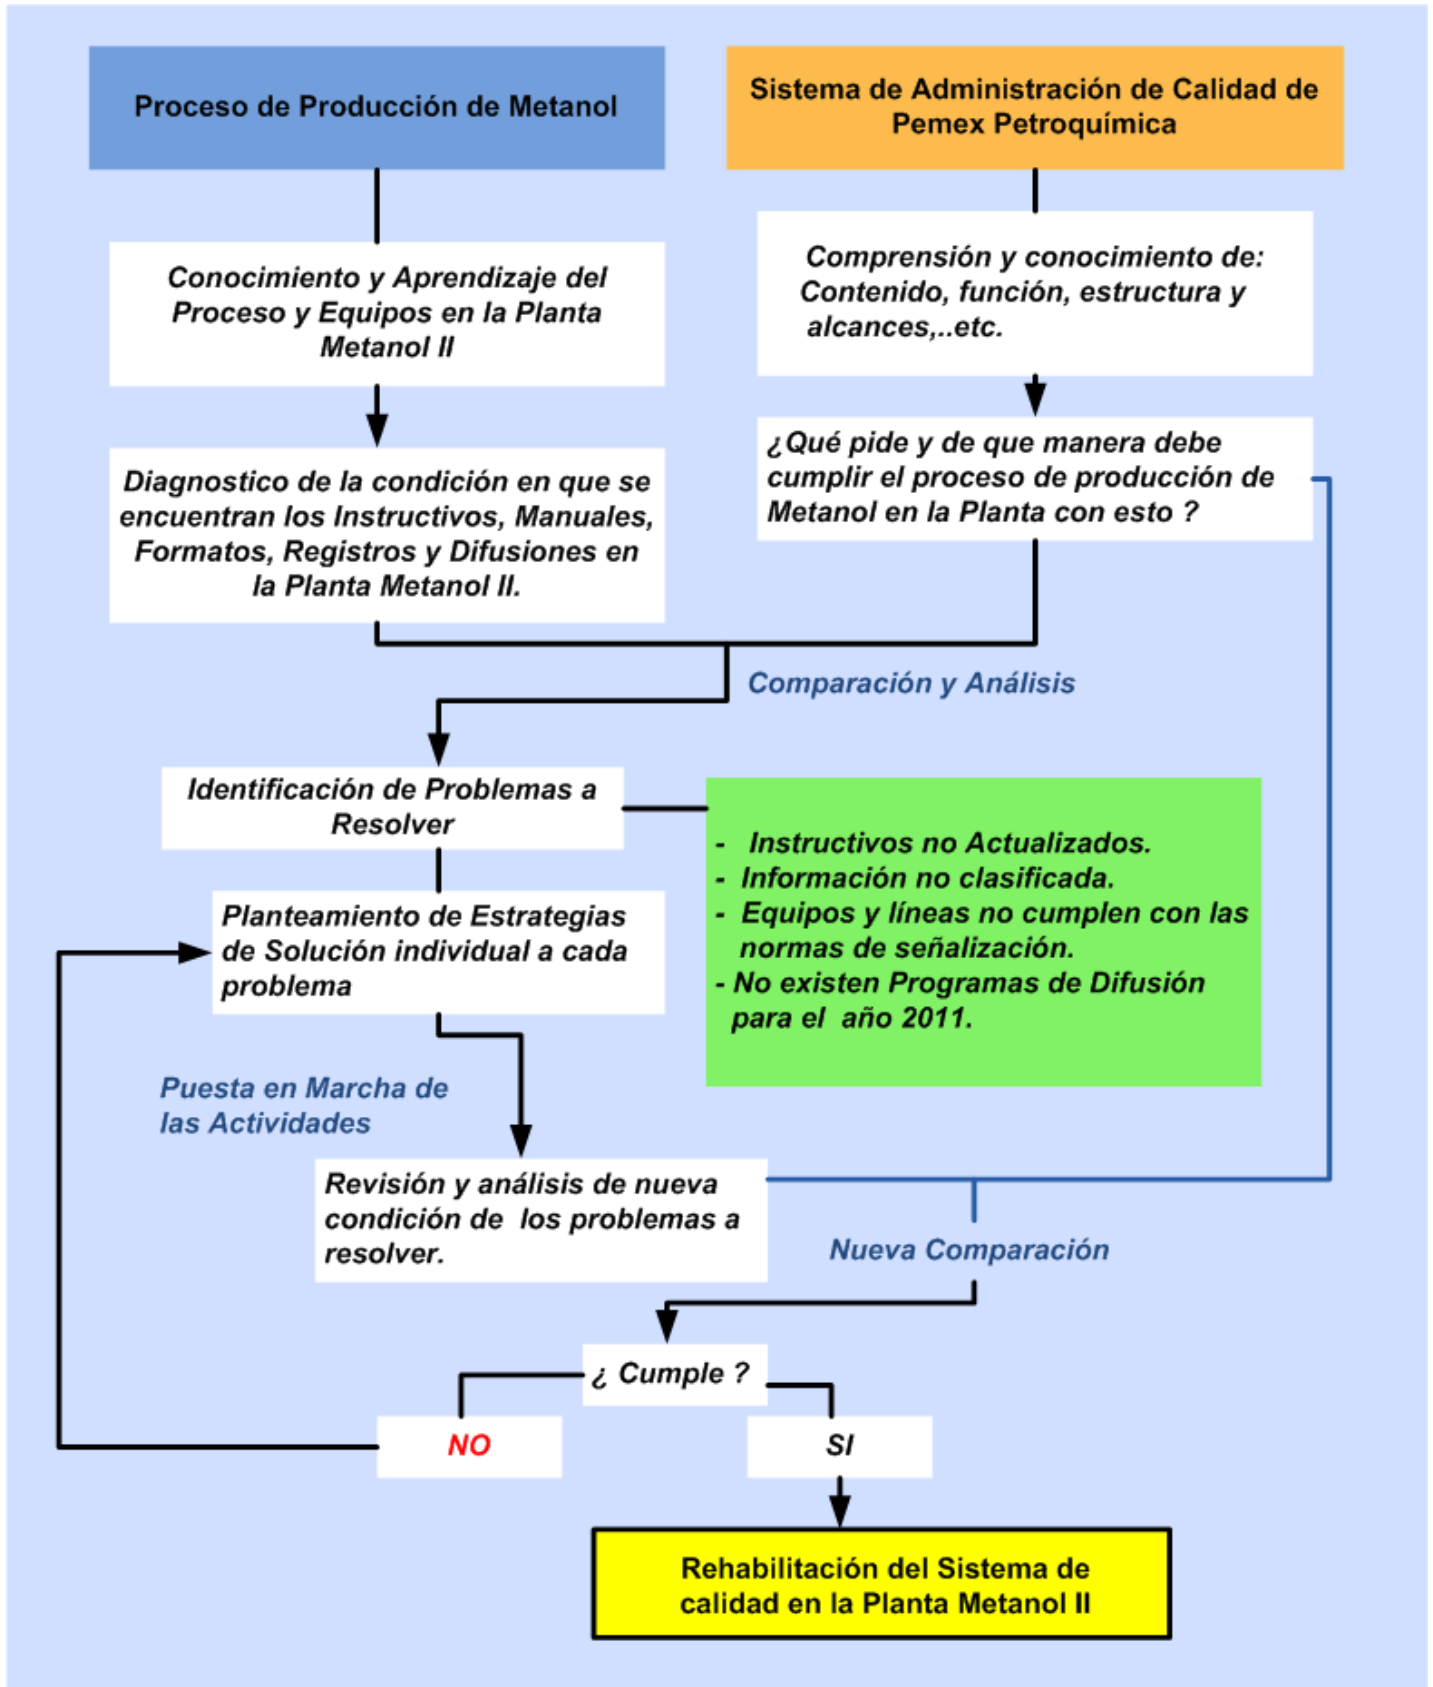 Proceso de Producción de Metanol
Sistema de Administración de Calidad de
Pemex Petroquímica
Conocimiento y Aprendizaje del
Proceso y Equipos en la Planta
Metanol II
Comprensión y conocimiento de:
Contenido, función, estructura y
alcances,..etc.
Diagnostico de la condición en que se
encuentran los Instructivos, Manuales,
Formatos, Registros y Difusiones en
la Planta Metanol II.
¿Qué pide y de que manera debe
cumplir el proceso de producción de
Metanol en la Planta con esto ?
Comparación y Análisis
Identificación de Problemas a
Resolver
- Instructivos no Actualizados.
- Información no clasificada.
- Equipos y líneas no cumplen con las
normas de señalización.
- No existen Programas de Difusión
para el año 2011.
Planteamiento de Estrategias
de Solución individual a cada
problema
Puesta en Marcha de
las Actividades
Revisión y análisis de nueva
condición de los problemas a
resolver.
Nueva Comparación
¿ Cumple ?
NO
SI
Rehabilitación del Sistema de
calidad en la Planta Metanol II